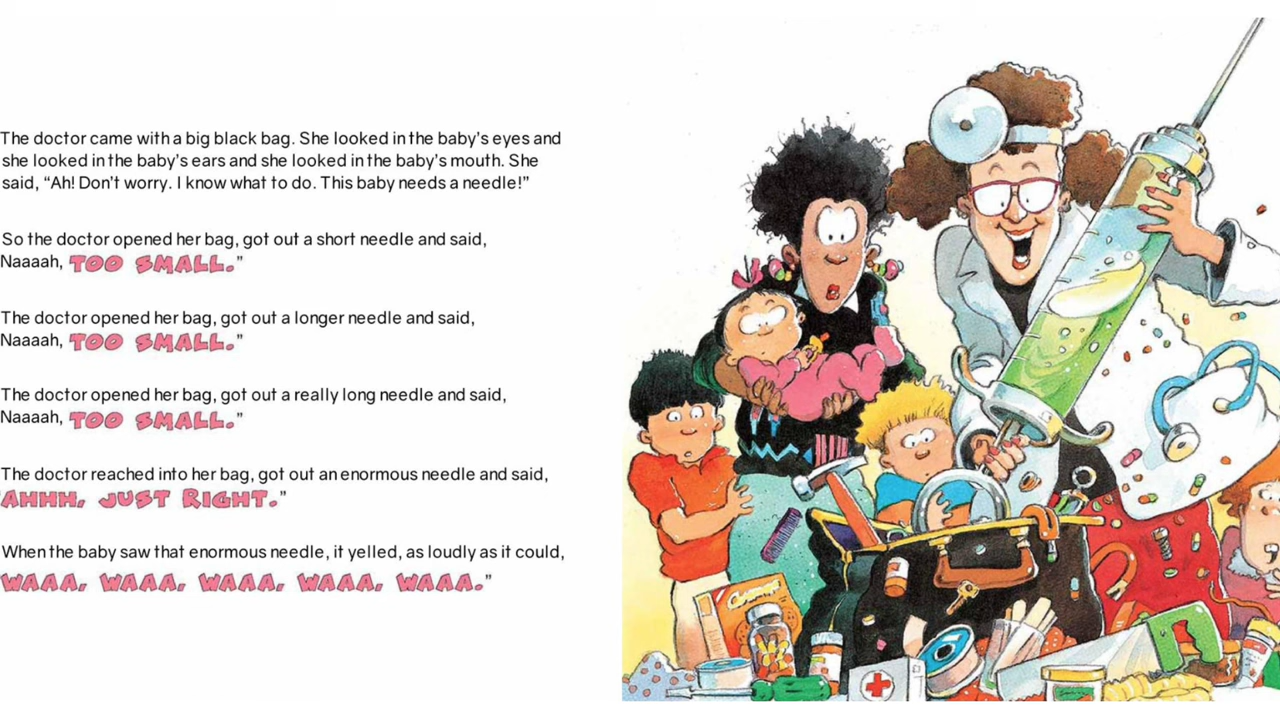 The doctor came with a big black bag. She looked in the baby's eyes and
she looked in the baby's ears and she looked in the baby's mouth. She
said, “Ah! Don't worry. I know what to do. This baby needs a needle!”
So the doctor opened her bag, got out a short needle and said,
Naaaah, TOO SMALL.”
The doctor opened her bag, got out a longer needle and said,
Naaaah, TOO SMALL.”
The doctor opened her bag, got out a really long needle and said,
Naaaah, TOO SMALL.”
The doctor reached into her bag, got out an enormous needle and said,
AHHH, JUST RIGHT.”
When the baby saw that enormous needle, it yelled, as loudly as it could,
WAAA, WAAA, WAAA, WAAA, WAAA.”